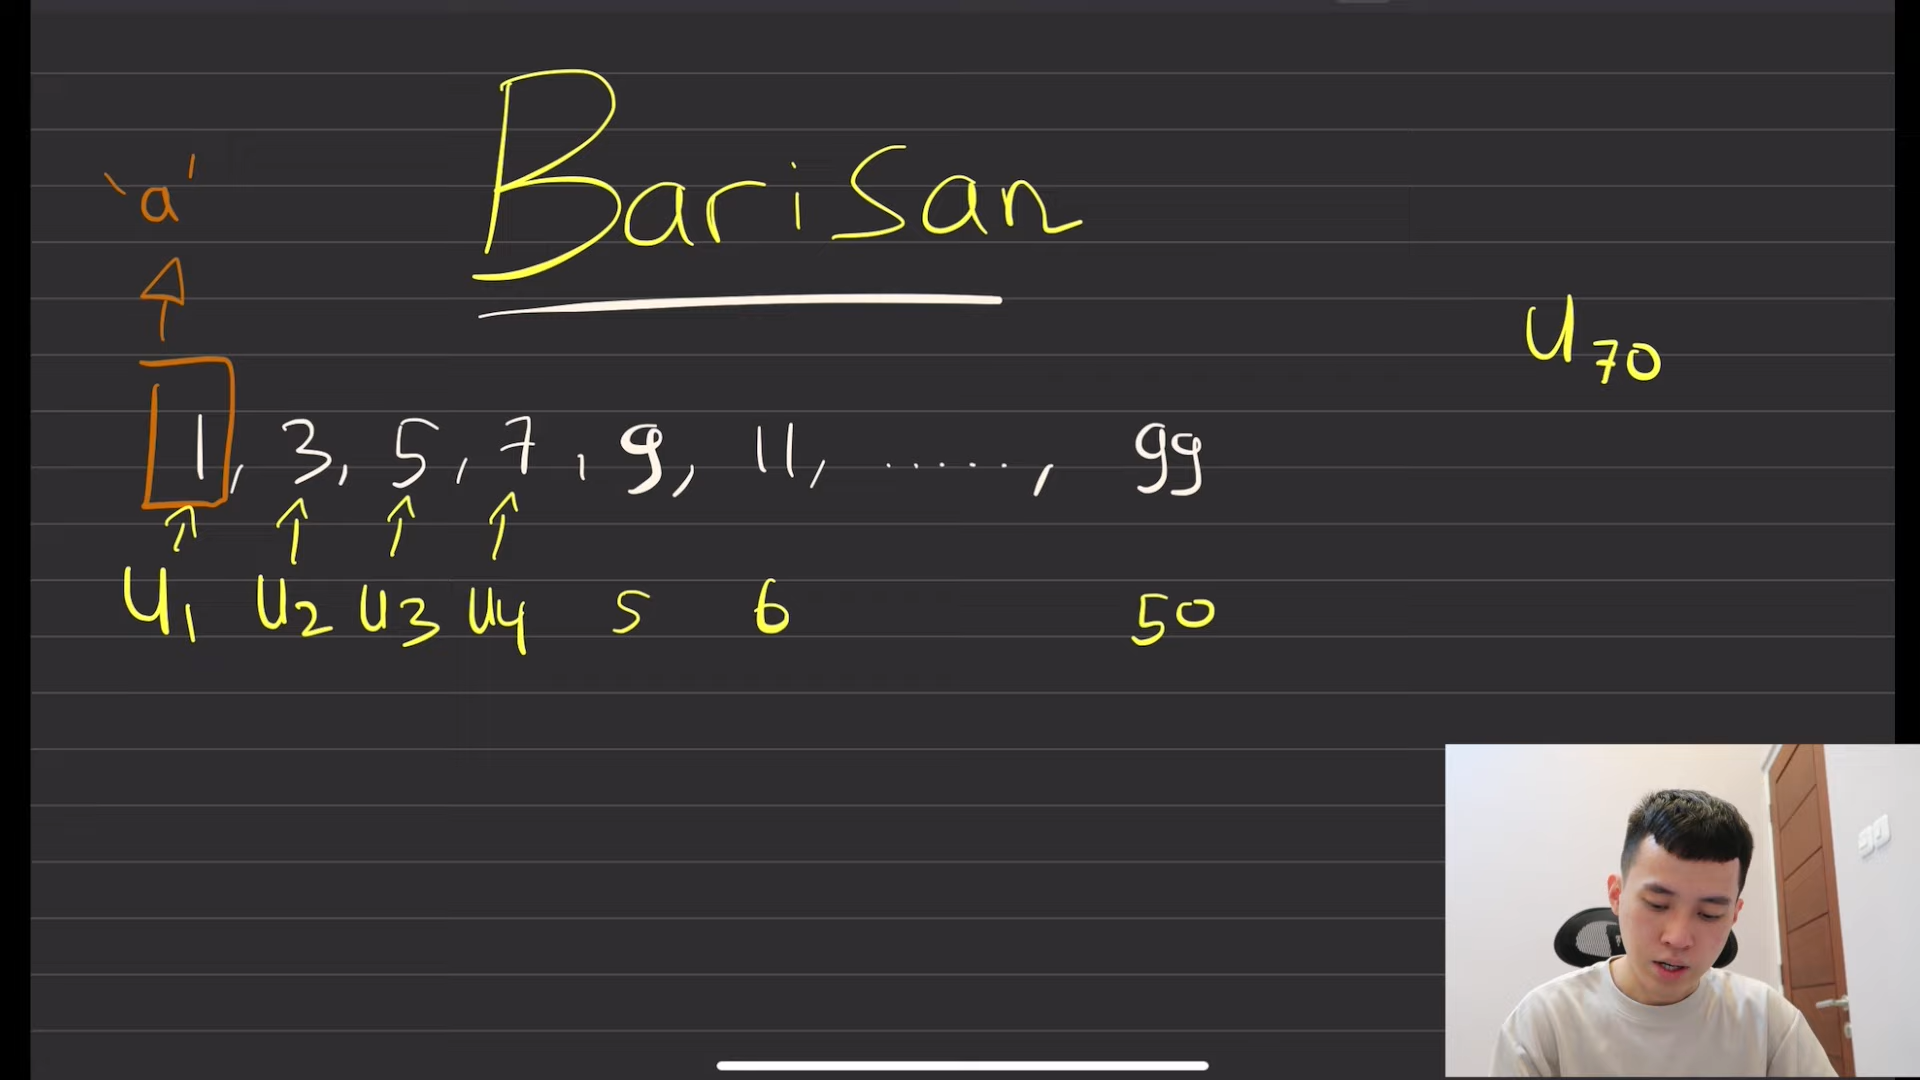 Barisan
'a'
U70
1, 3, 5, 7, 9, 11, ....., 99
U1 U2 U3 U4 5 6 50